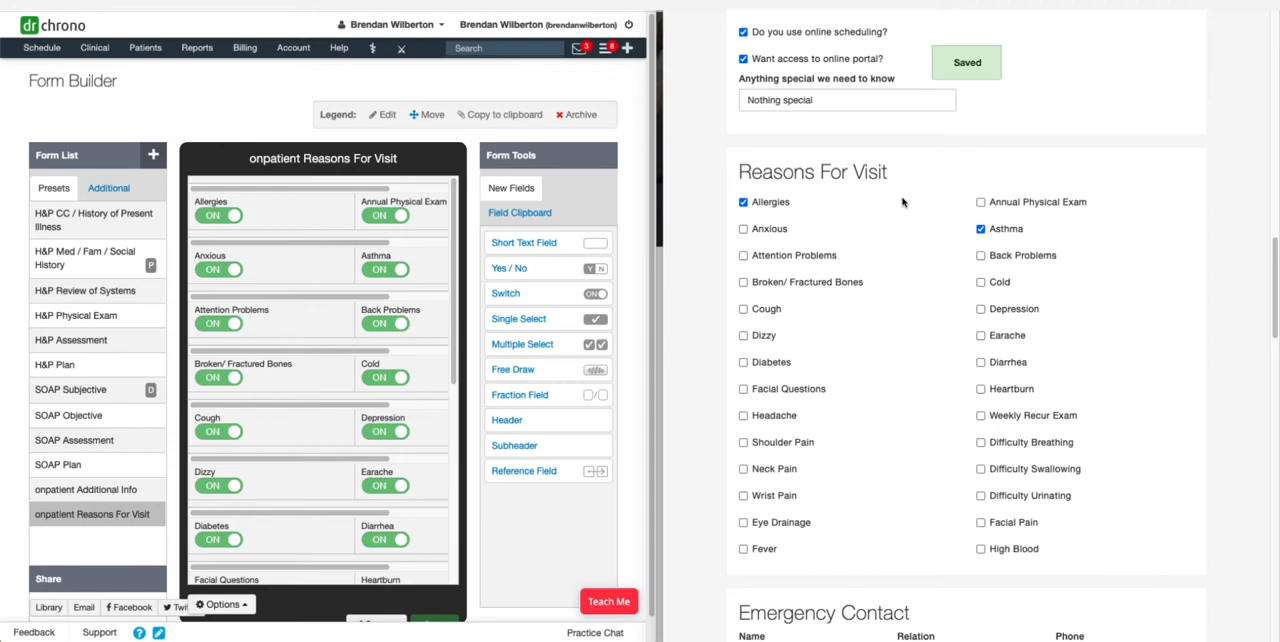 drchrono
Brendan Wilberton
Brendan Wilberton (brendanwilberton)
Schedule Clinical Patients Reports Billing Account Help
Search
3
6
Form Builder
Legend: Edit Move Copy to clipboard Archive
Form List
Presets Additional
H&P CC / History of Present
Illness
H&P Med / Fam / Social
History
P
H&P Review of Systems
H&P Physical Exam
H&P Assessment
H&P Plan
SOAP Subjective
D
SOAP Objective
SOAP Assessment
SOAP Plan
onpatient Additional Info
onpatient Reasons For Visit
Share
Library Email Facebook
onpatient Reasons For Visit
Allergies Annual Physical Exam
ON ON
Anxious Asthma
ON ON
Attention Problems Back Problems
ON ON
Broken/ Fractured Bones Cold
ON ON
Cough Depression
ON ON
Dizzy Earache
ON ON
Diabetes Diarrhea
ON ON
Facial Questions Heartburn
Options
Form Tools
New Fields
Field Clipboard
Short Text Field
Yes / No Y N
Switch ON
Single Select
Multiple Select
Free Draw
Fraction Field
Header
Subheader
Reference Field
Teach Me
Feedback Support ? Practice Chat
Do you use online scheduling?
Want access to online portal?
Saved
Anything special we need to know
Nothing special
Reasons For Visit
Allergies Annual Physical Exam
Anxious Asthma
Attention Problems Back Problems
Broken/ Fractured Bones Cold
Cough Depression
Dizzy Earache
Diabetes Diarrhea
Facial Questions Heartburn
Headache Weekly Recur Exam
Shoulder Pain Difficulty Breathing
Neck Pain Difficulty Swallowing
Wrist Pain Difficulty Urinating
Eye Drainage Facial Pain
Fever High Blood
Emergency Contact
Name Relation Phone